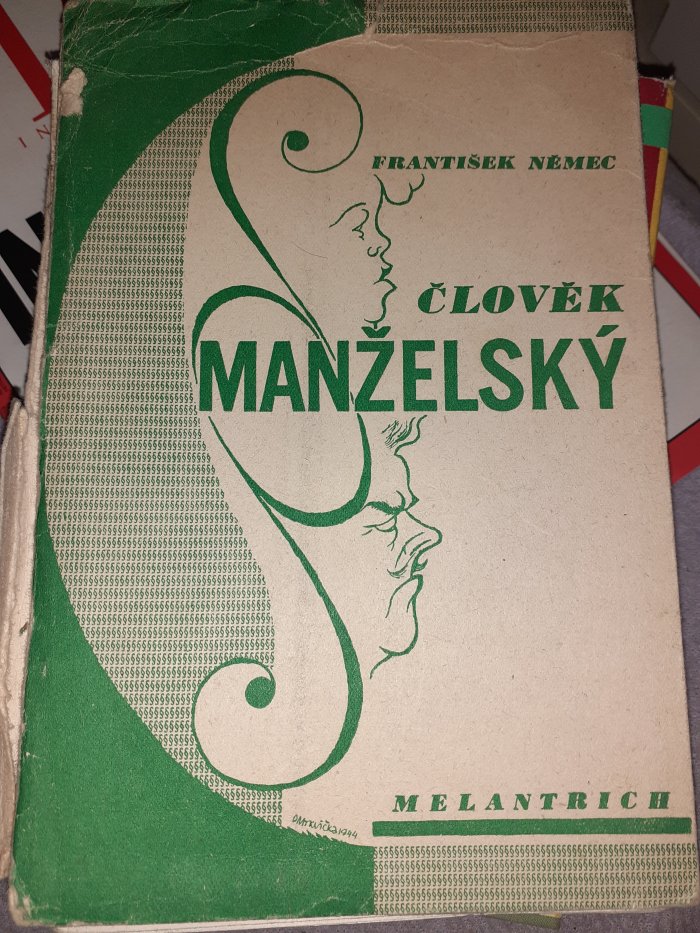 FRANTIŠEK NĚMEC
ČLOVĚK
MANŽELSKÝ
MELANTRICH